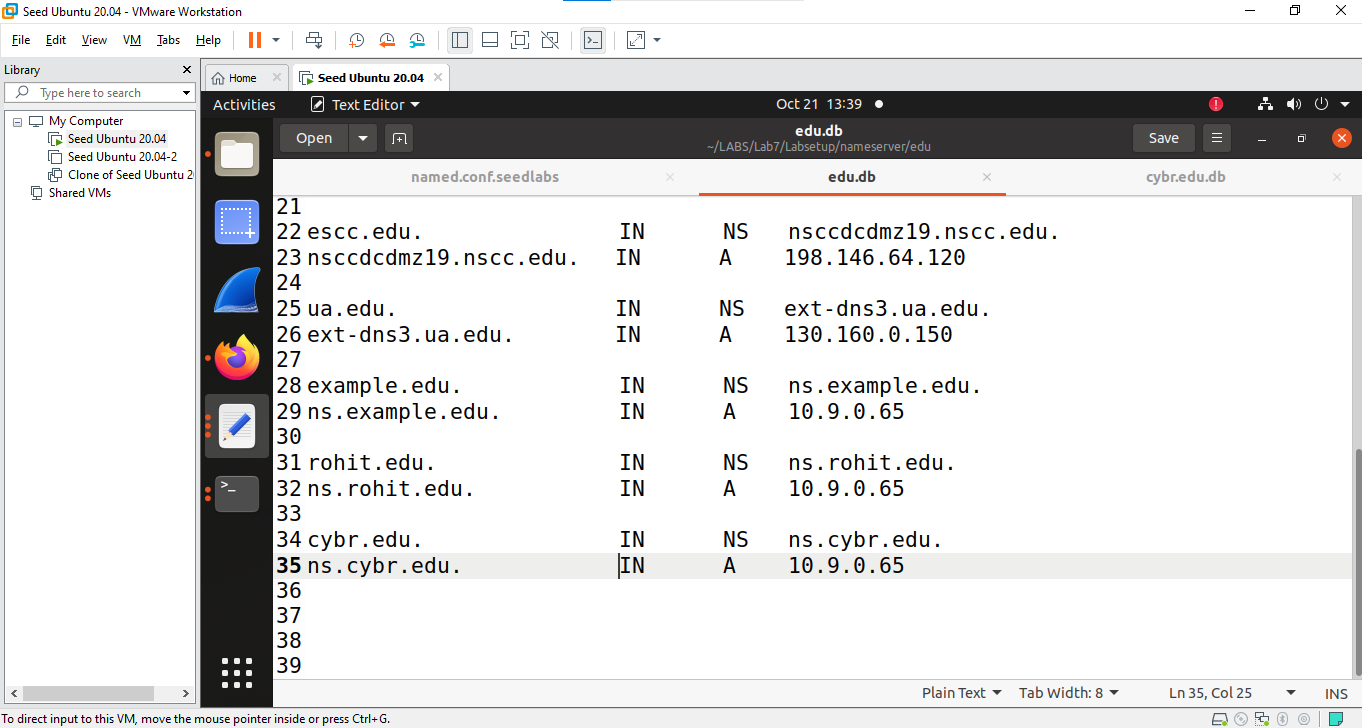 Seed Ubuntu 20.04 - VMware Workstation
File Edit View VM Tabs Help
Library
Type here to search
My Computer
Seed Ubuntu 20.04
Seed Ubuntu 20.04-2
Clone of Seed Ubuntu 2
Shared VMs
Home
Seed Ubuntu 20.04
Activities
Text Editor
Oct 21 13:39
Open
edu.db
~/LABS/Lab7/Labsetup/nameserver/edu
Save
named.conf.seedlabs
edu.db
cybr.edu.db
21
22 escc.edu. IN NS nsccdcdmz19.nscc.edu.
23 nsccdcdmz19.nscc.edu. IN A 198.146.64.120
24
25 ua.edu. IN NS ext-dns3.ua.edu.
26 ext-dns3.ua.edu. IN A 130.160.0.150
27
28 example.edu. IN NS ns.example.edu.
29 ns.example.edu. IN A 10.9.0.65
30
31 rohit.edu. IN NS ns.rohit.edu.
32 ns.rohit.edu. IN A 10.9.0.65
33
34 cybr.edu. IN NS ns.cybr.edu.
35 ns.cybr.edu. IN A 10.9.0.65
36
37
38
39
Plain Text
Tab Width: 8
Ln 35, Col 25
INS
To direct input to this VM, move the mouse pointer inside or press Ctrl+G.